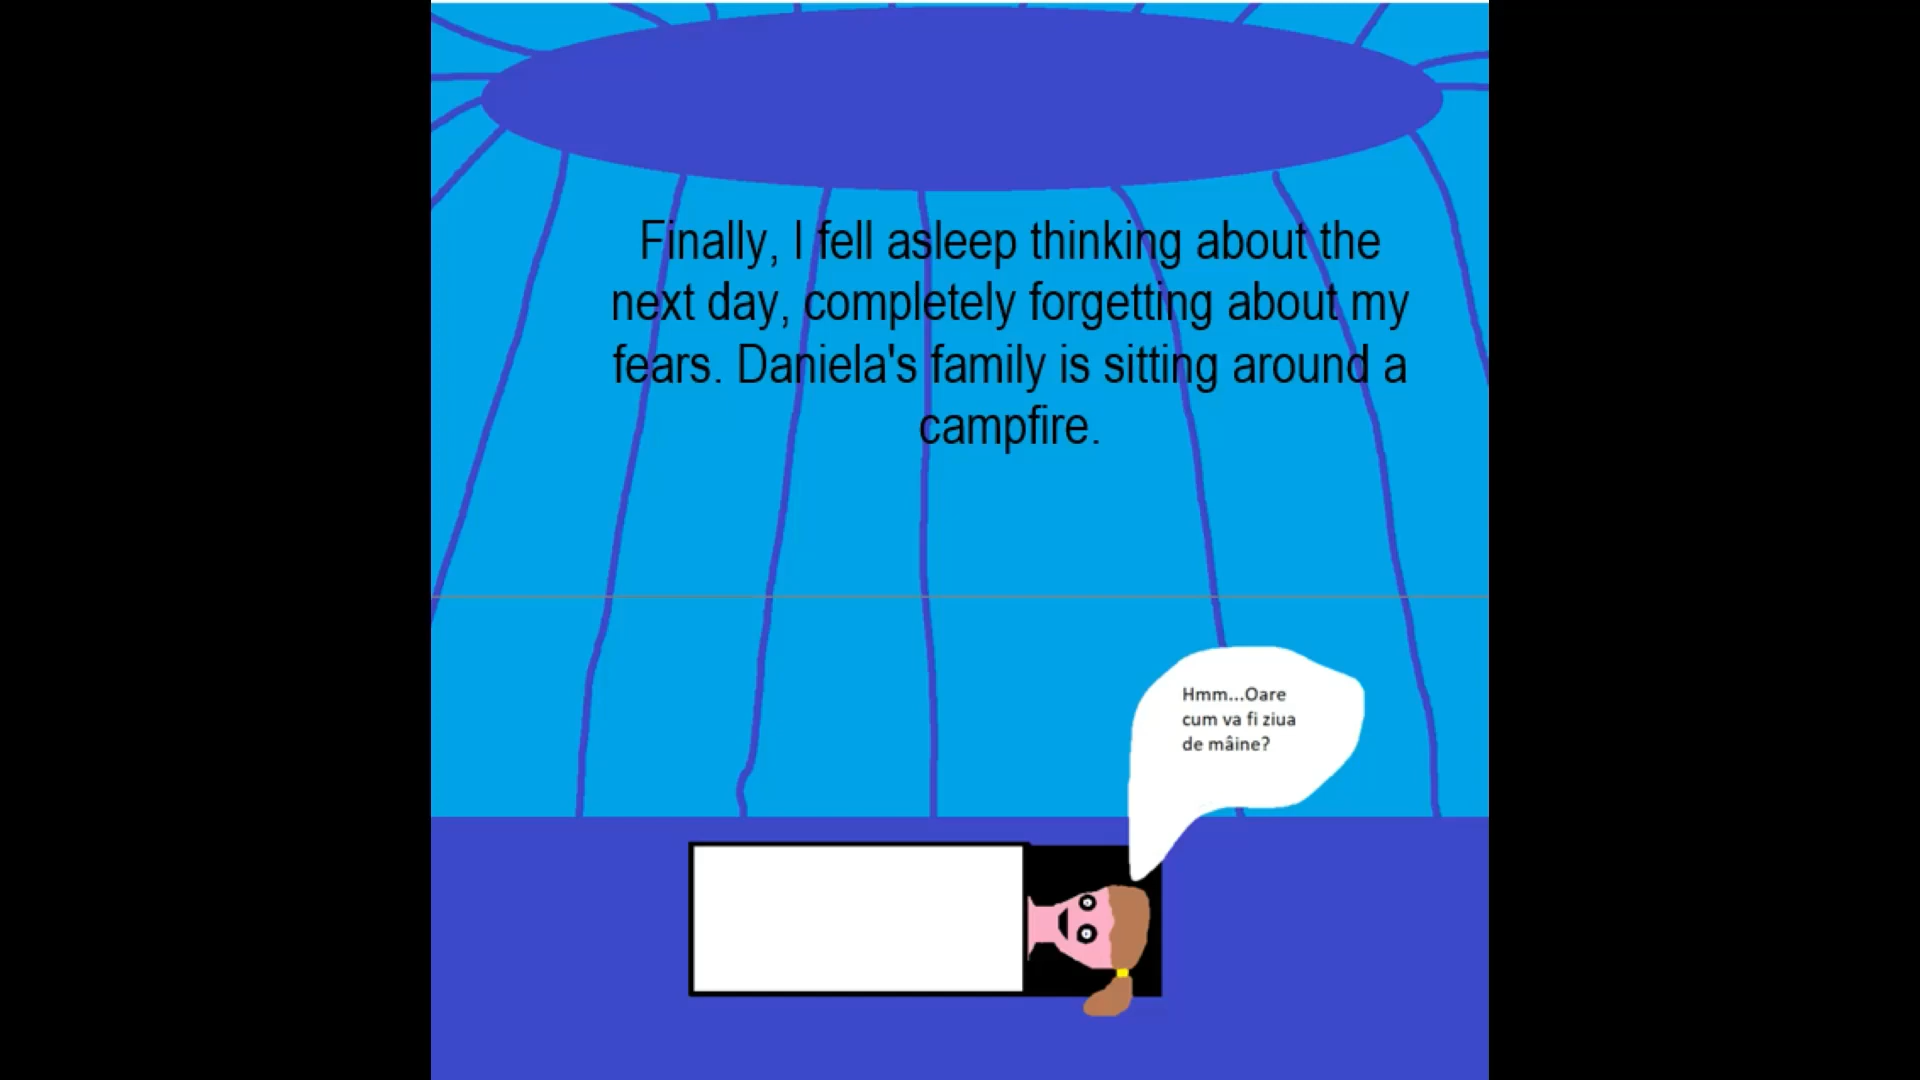 Finally, I fell asleep thinking about the
next day, completely forgetting about my
fears. Daniela's family is sitting around a
campfire.
Hmm...Oare
cum va fi ziua
de mâine?